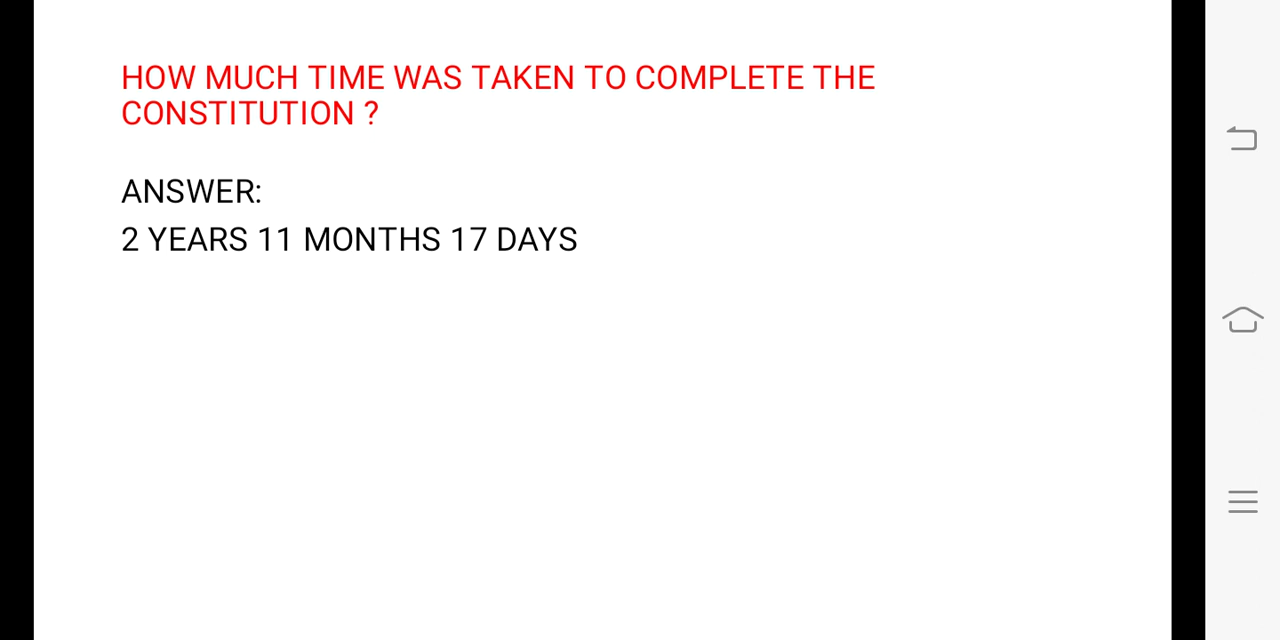 HOW MUCH TIME WAS TAKEN TO COMPLETE THE
CONSTITUTION ?
ANSWER:
2 YEARS 11 MONTHS 17 DAYS